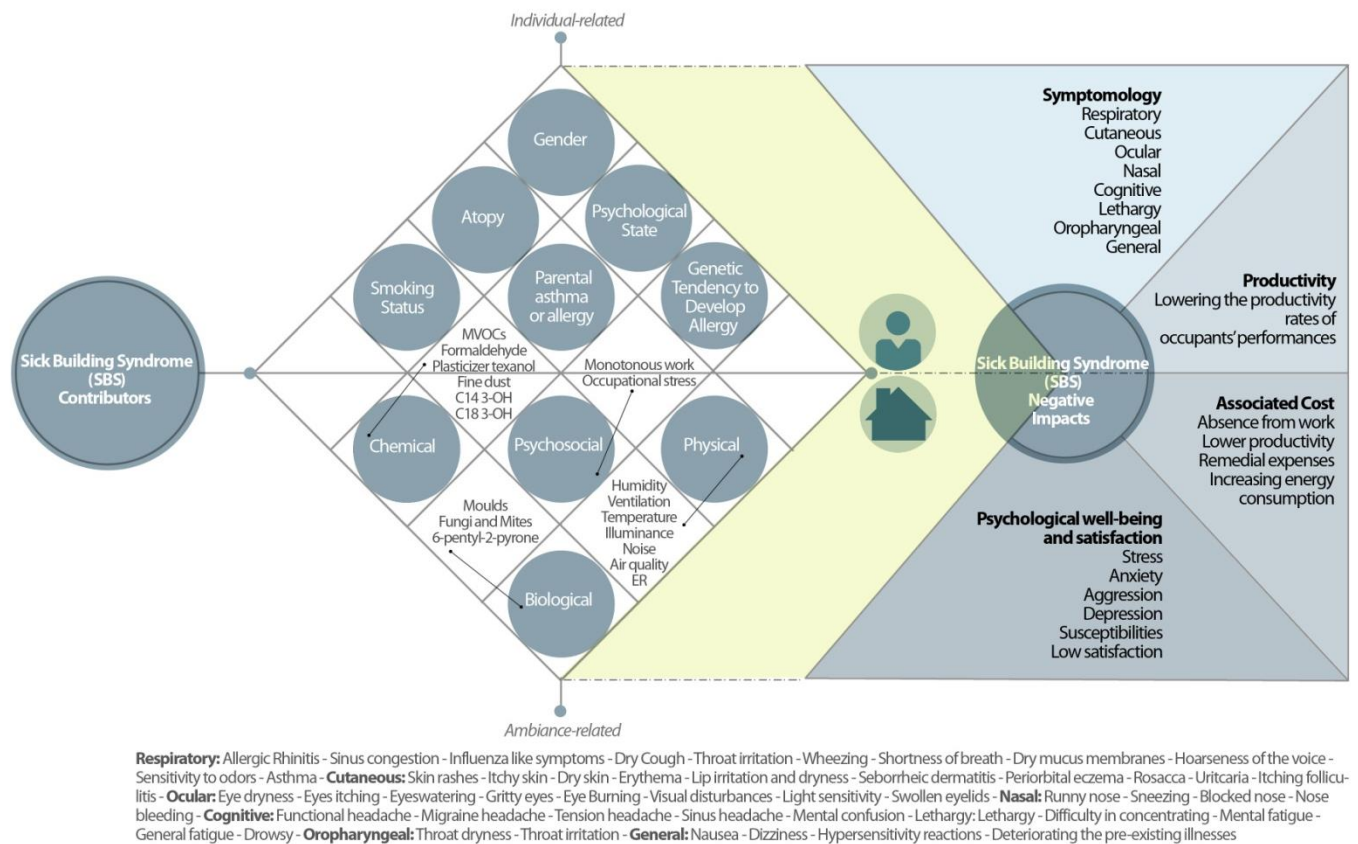 Individual-related
Gender
Atopy
Psychological
State
Smoking
Status
Parental
asthma
or allergy
Genetic
Tendency to
Develop
Allergy
Sick Building Syndrome
(SBS)
Contributors
MVOCs
Formaldehyde
Plasticizer texanol
Fine dust
C14 3-OH
C18 3-OH
Monotonous work
Occupational stress
Chemical
Psychosocial
Physical
Moulds
Fungi and Mites
6-pentyl-2-pyrone
Humidity
Ventilation
Temperature
Illuminance
Noise
Air quality
ER
Biological
Ambiance-related
Symptomology
Respiratory
Cutaneous
Ocular
Nasal
Cognitive
Lethargy
Oropharyngeal
General
Sick Building Syndrome
(SBS)
Negative
Impacts
Productivity
Lowering the productivity
rates of
occupants' performances
Associated Cost
Absence from work
Lower productivity
Remedial expenses
Increasing energy
consumption
Psychological well-being
and satisfaction
Stress
Anxiety
Aggression
Depression
Susceptibilities
Low satisfaction
Respiratory: Allergic Rhinitis - Sinus congestion - Influenza like symptoms - Dry Cough - Throat irritation - Wheezing - Shortness of breath - Dry mucus membranes - Hoarseness of the voice -
Sensitivity to odors - Asthma Cutaneous: Skin rashes - Itchy skin - Dry skin - Erythema - Lip irritation and dryness - Seborrheic dermatitis - Periorbital eczema - Rosacca - Uritcaria - Itching follicu-
litis - Ocular: Eye dryness - Eyes itching - Eyeswatering - Gritty eyes - Eye Burning - Visual disturbances - Light sensitivity - Swollen eyelids - Nasal: Runny nose - Sneezing - Blocked nose - Nose
bleeding - Cognitive: Functional headache - Migraine headache - Tension headache - Sinus headache - Mental confusion - Lethargy: Lethargy - Difficulty in concentrating - Mental fatigue -
General fatigue - Drowsy - Oropharyngeal: Throat dryness - Throat irritation - General: Nausea - Dizziness - Hypersensitivity reactions - Deteriorating the pre-existing illnesses